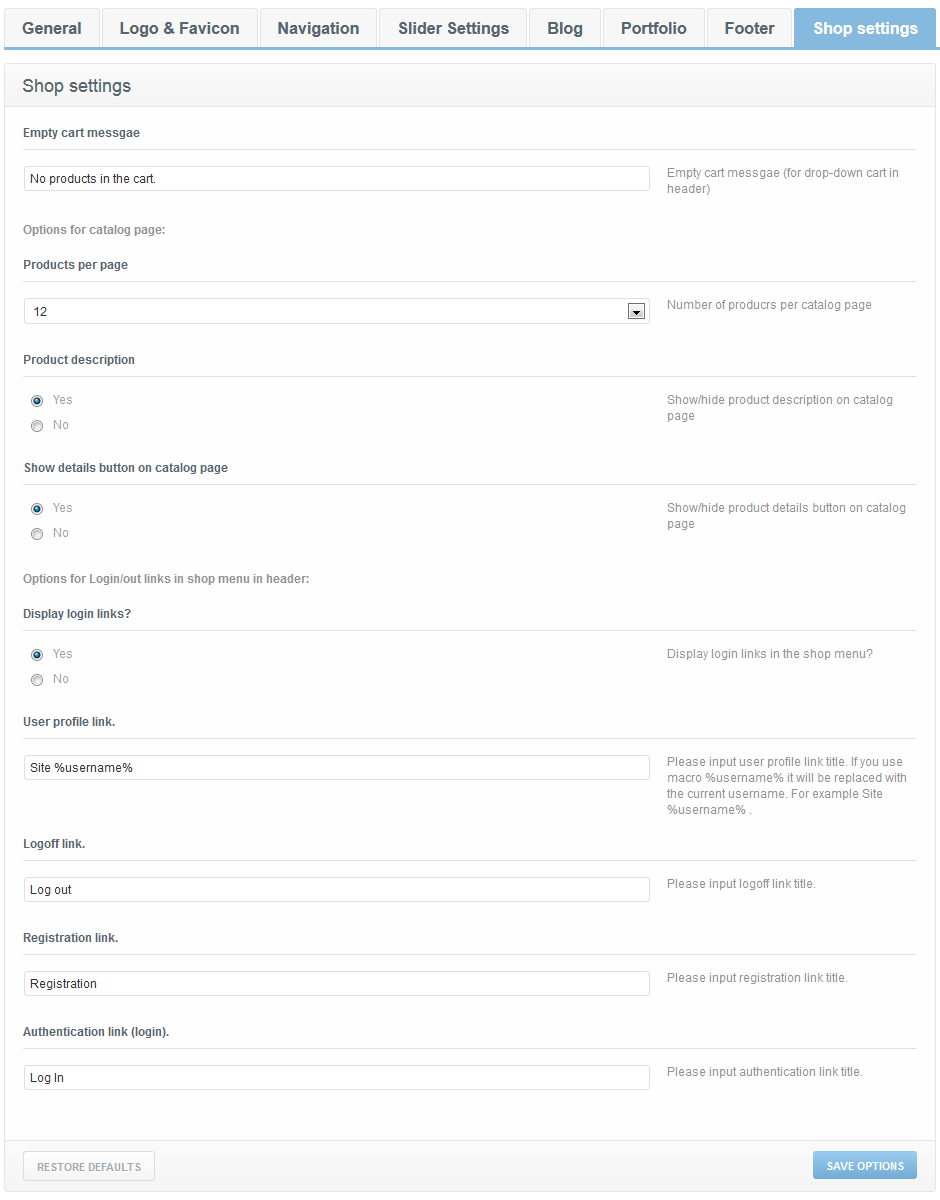 General Logo & Favicon Navigation Slider Settings Blog Portfolio Footer Shop settings
Shop settings
Empty cart messgae
No products in the cart.
Empty cart messgae (for drop-down cart in
header)
Options for catalog page:
Products per page
12
Number of producrs per catalog page
Product description
Yes
No
Show/hide product description on catalog
page
Show details button on catalog page
Yes
No
Show/hide product details button on catalog
page
Options for Login/out links in shop menu in header:
Display login links?
Yes
No
Display login links in the shop menu?
User profile link.
Site %username%
Please input user profile link title. If you use
macro %username% it will be replaced with
the current username. For example Site
%username% .
Logoff link.
Log out
Please input logoff link title.
Registration link.
Registration
Please input registration link title.
Authentication link (login).
Log In
Please input authentication link title.
RESTORE DEFAULTS SAVE OPTIONS